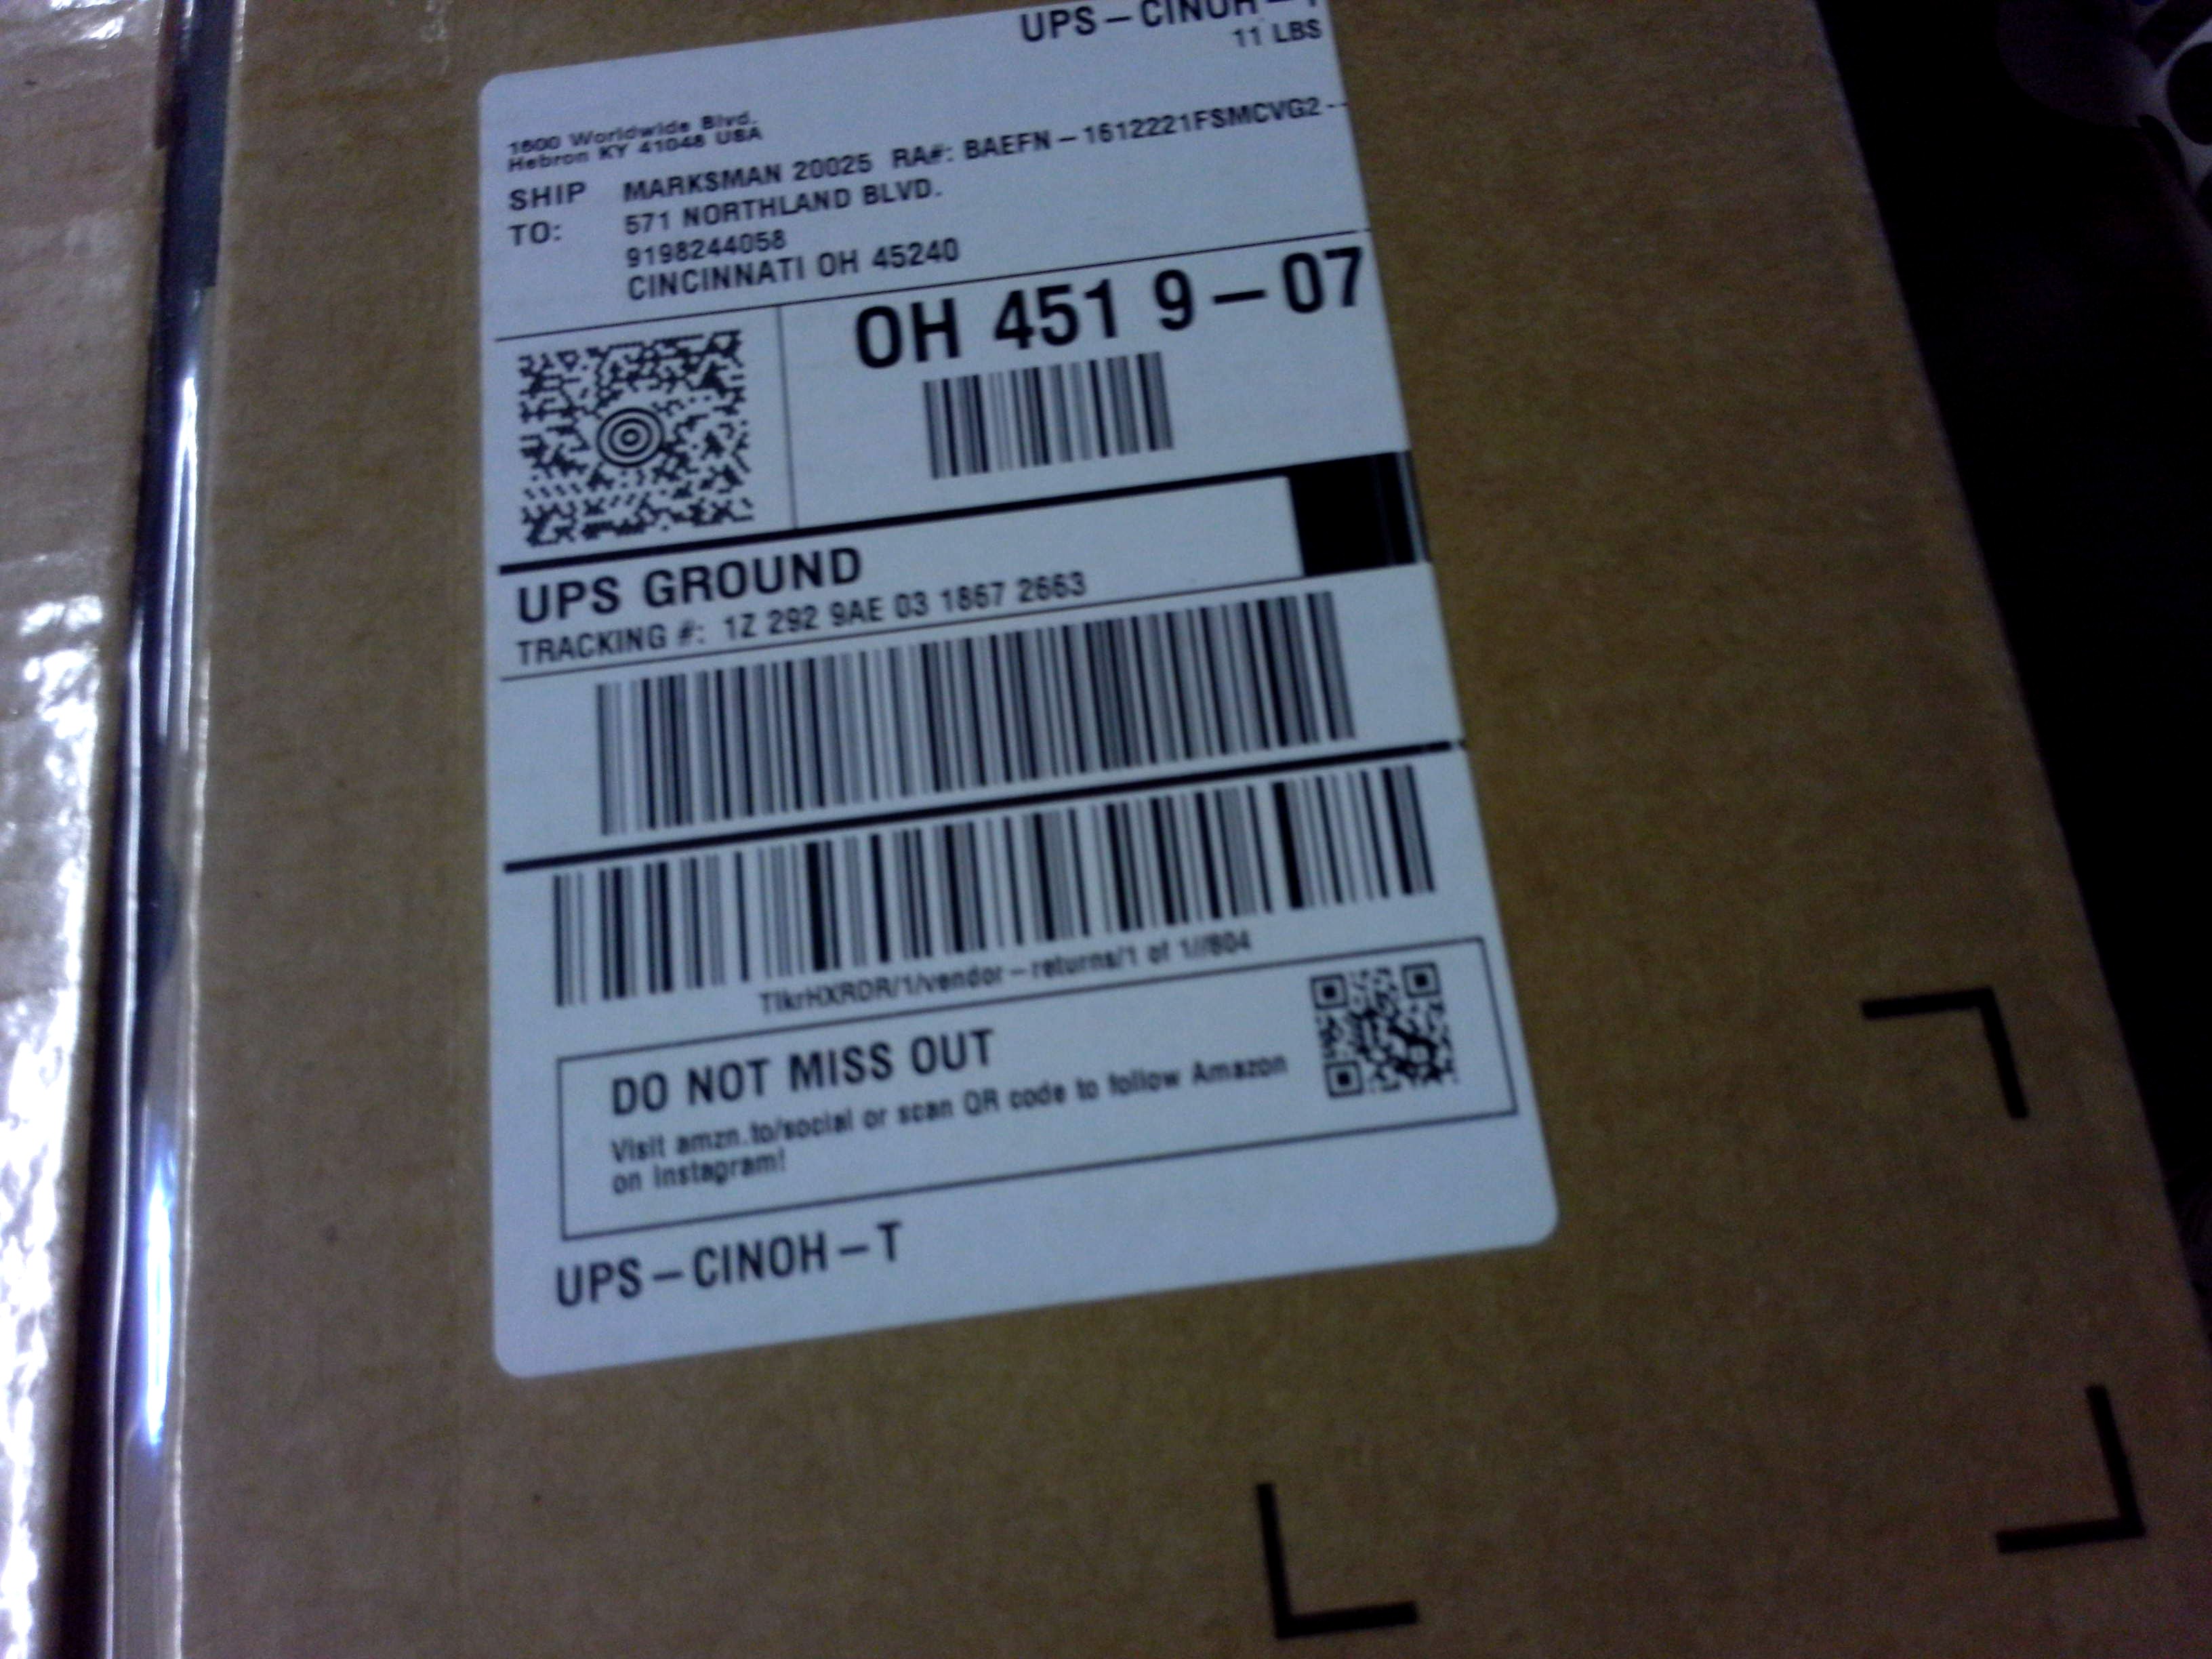 UPS – CINOH – T
11 LBS
1600 Worldwide Blvd.
Hebron KY 41048 USA
SHIP TO: MARKSMAN 20025 RA#: BAEFN – 1612221FSMCVG2 --
571 NORTHLAND BLVD.
9198244058
CINCINNATI OH 45240
OH 451 9 – 07
UPS GROUND
TRACKING #: 1Z 292 9AE 03 1867 2663
TlkrHXRDR/1/vendor – returns/1 of 1//804
DO NOT MISS OUT
Visit amzn.to/social or scan QR code to follow Amazon
on Instagram!
UPS – CINOH – T